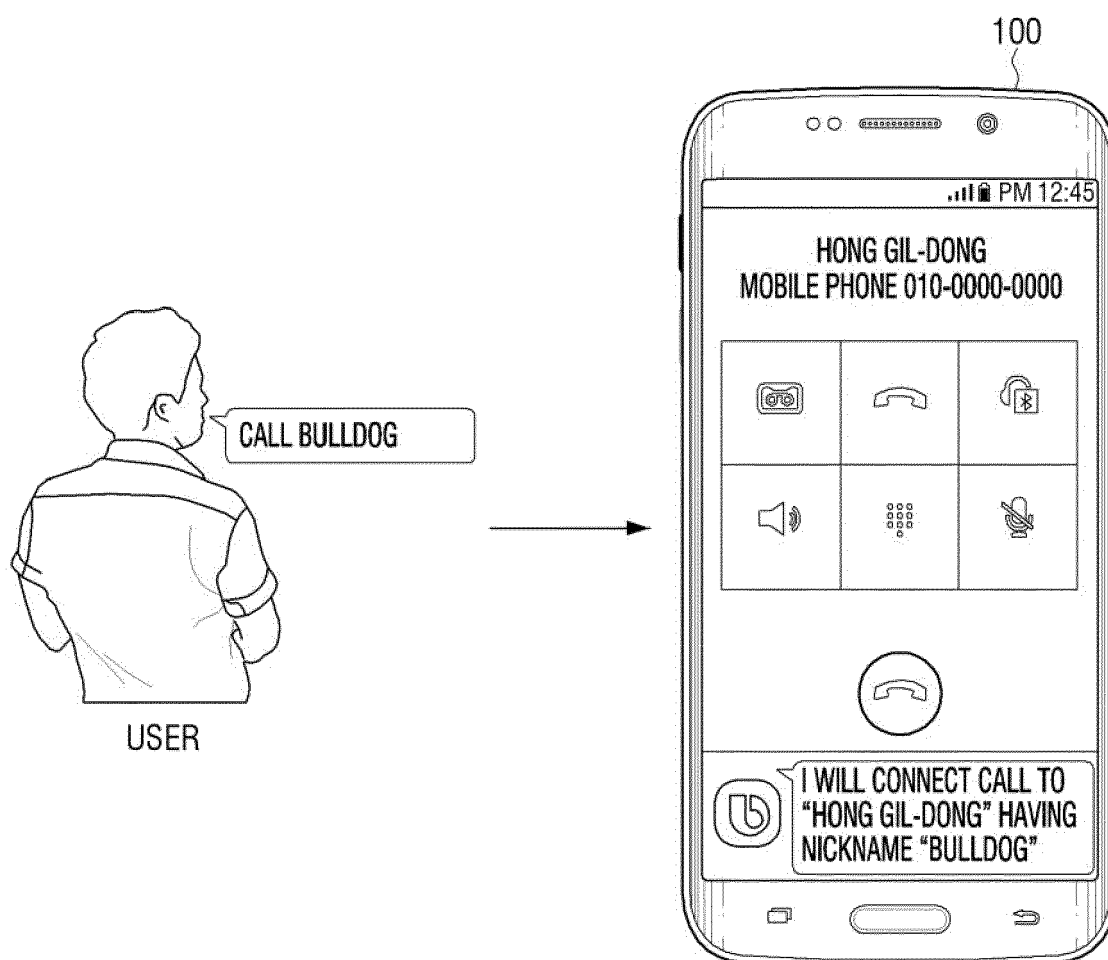 100
PM 12:45
HONG GIL-DONG
MOBILE PHONE 010-0000-0000
CALL BULLDOG
USER
I WILL CONNECT CALL TO
“HONG GIL-DONG” HAVING
NICKNAME “BULLDOG”